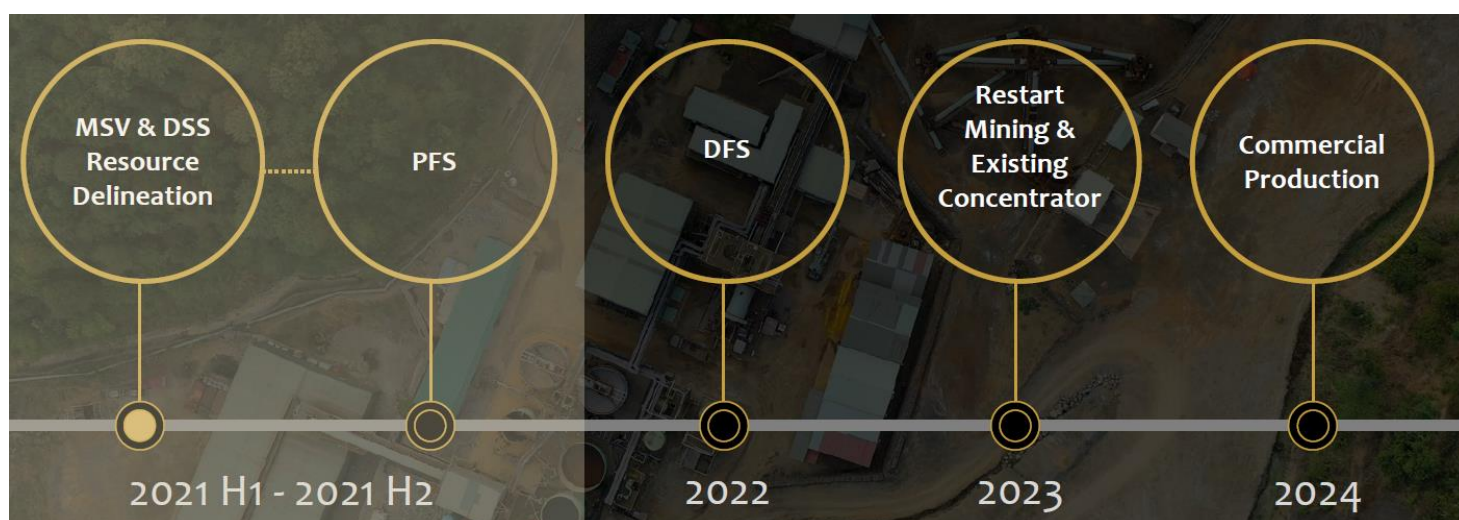 MSV & DSS
Resource
Delineation
PFS
DFS
Restart
Mining &
Existing
Concentrator
Commercial
Production
2021 H1 - 2021 H2
2022
2023
2024